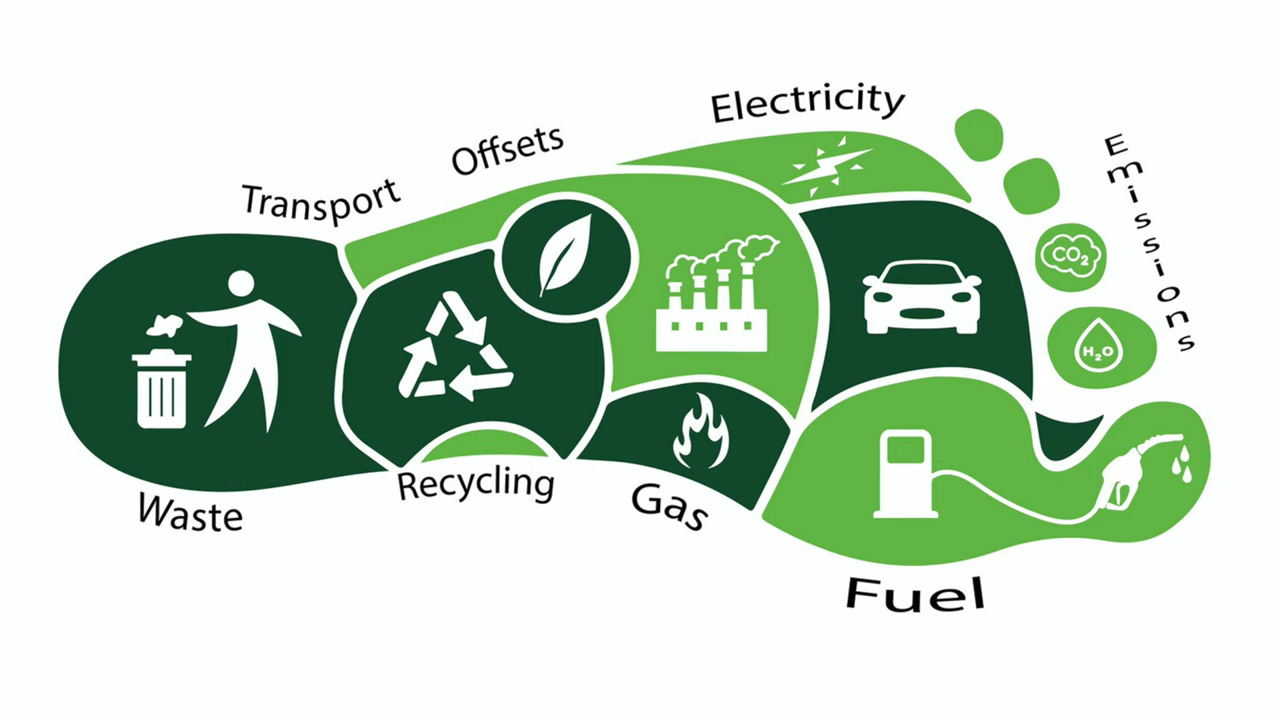 Electricity
Offsets
Transport
Emissions
CO₂
H₂O
Recycling
Gas
Waste
Fuel